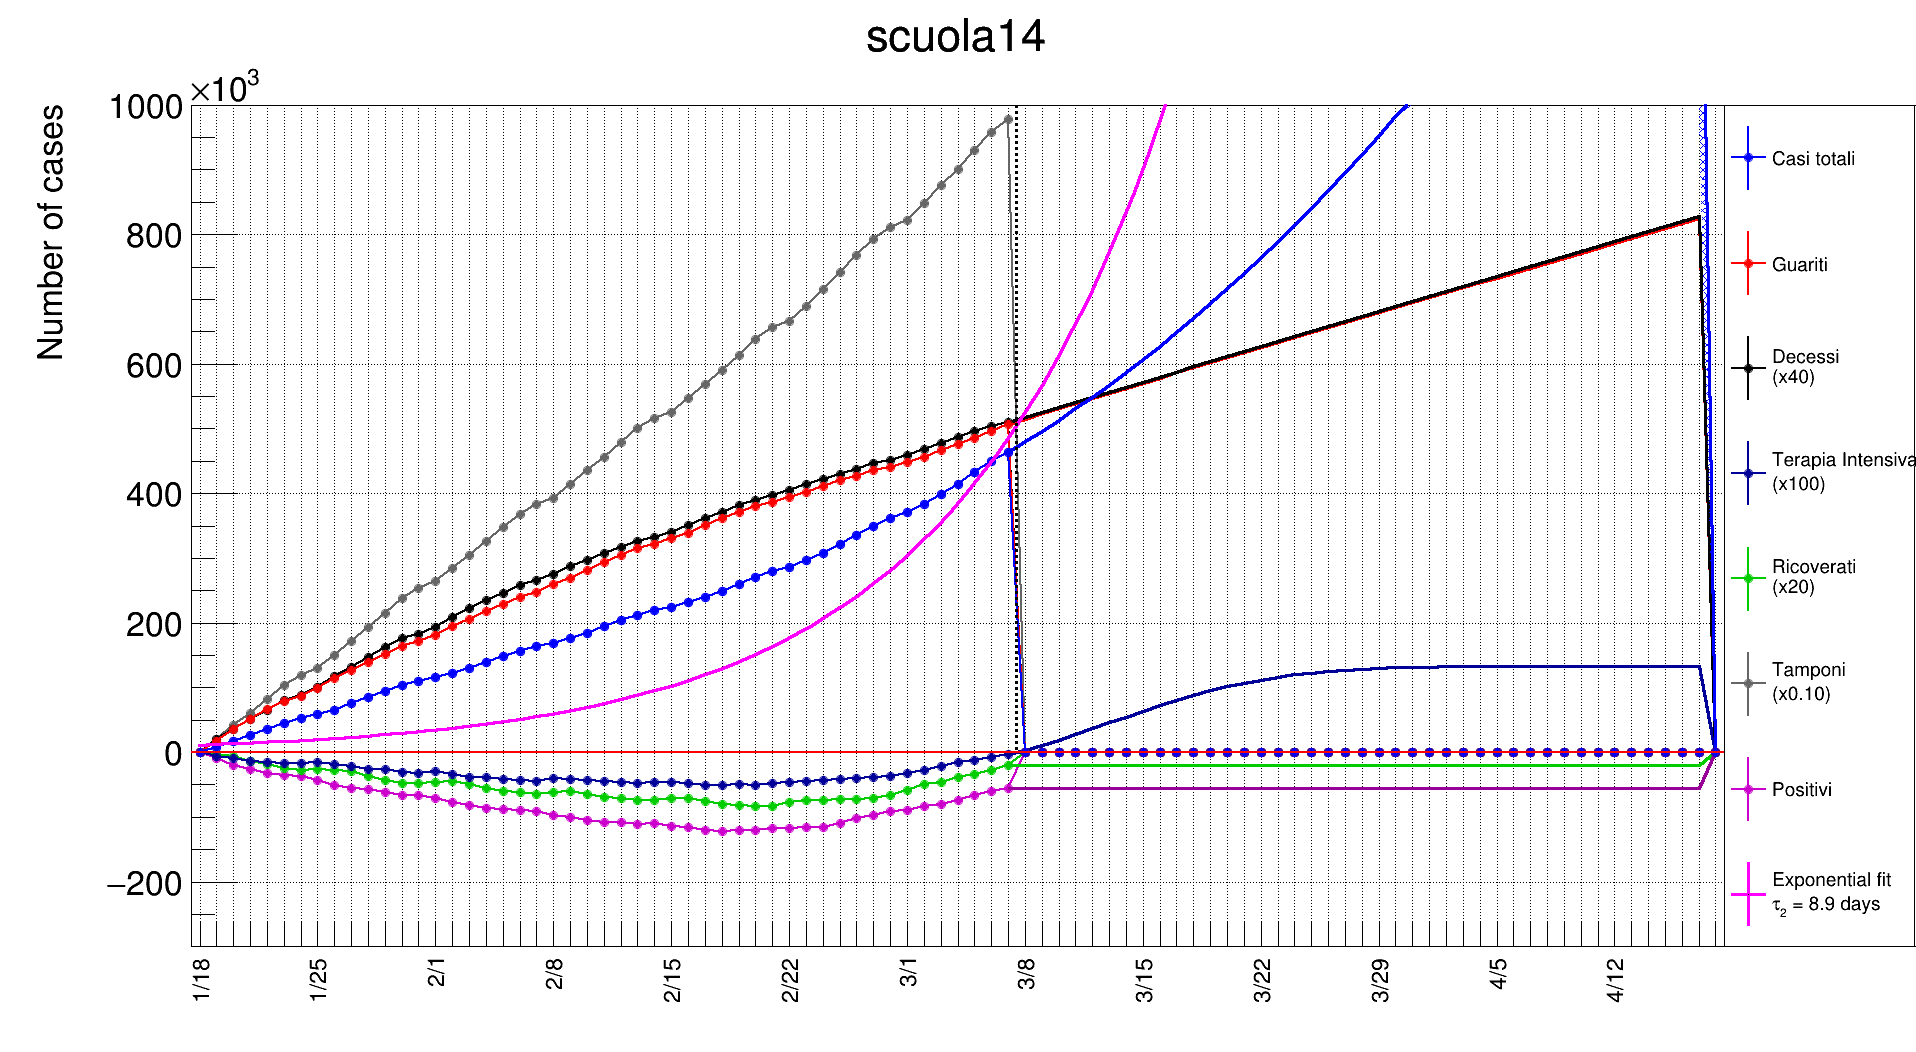 scuola14
×10³
Number of cases
1000
800
600
400
200
0
−200
1/18
1/25
2/1
2/8
2/15
2/22
3/1
3/8
3/15
3/22
3/29
4/5
4/12
Casi totali
Guariti
Decessi
(x40)
Terapia Intensiva
(x100)
Ricoverati
(x20)
Tamponi
(x0.10)
Positivi
Exponential fit
τ₂ = 8.9 days